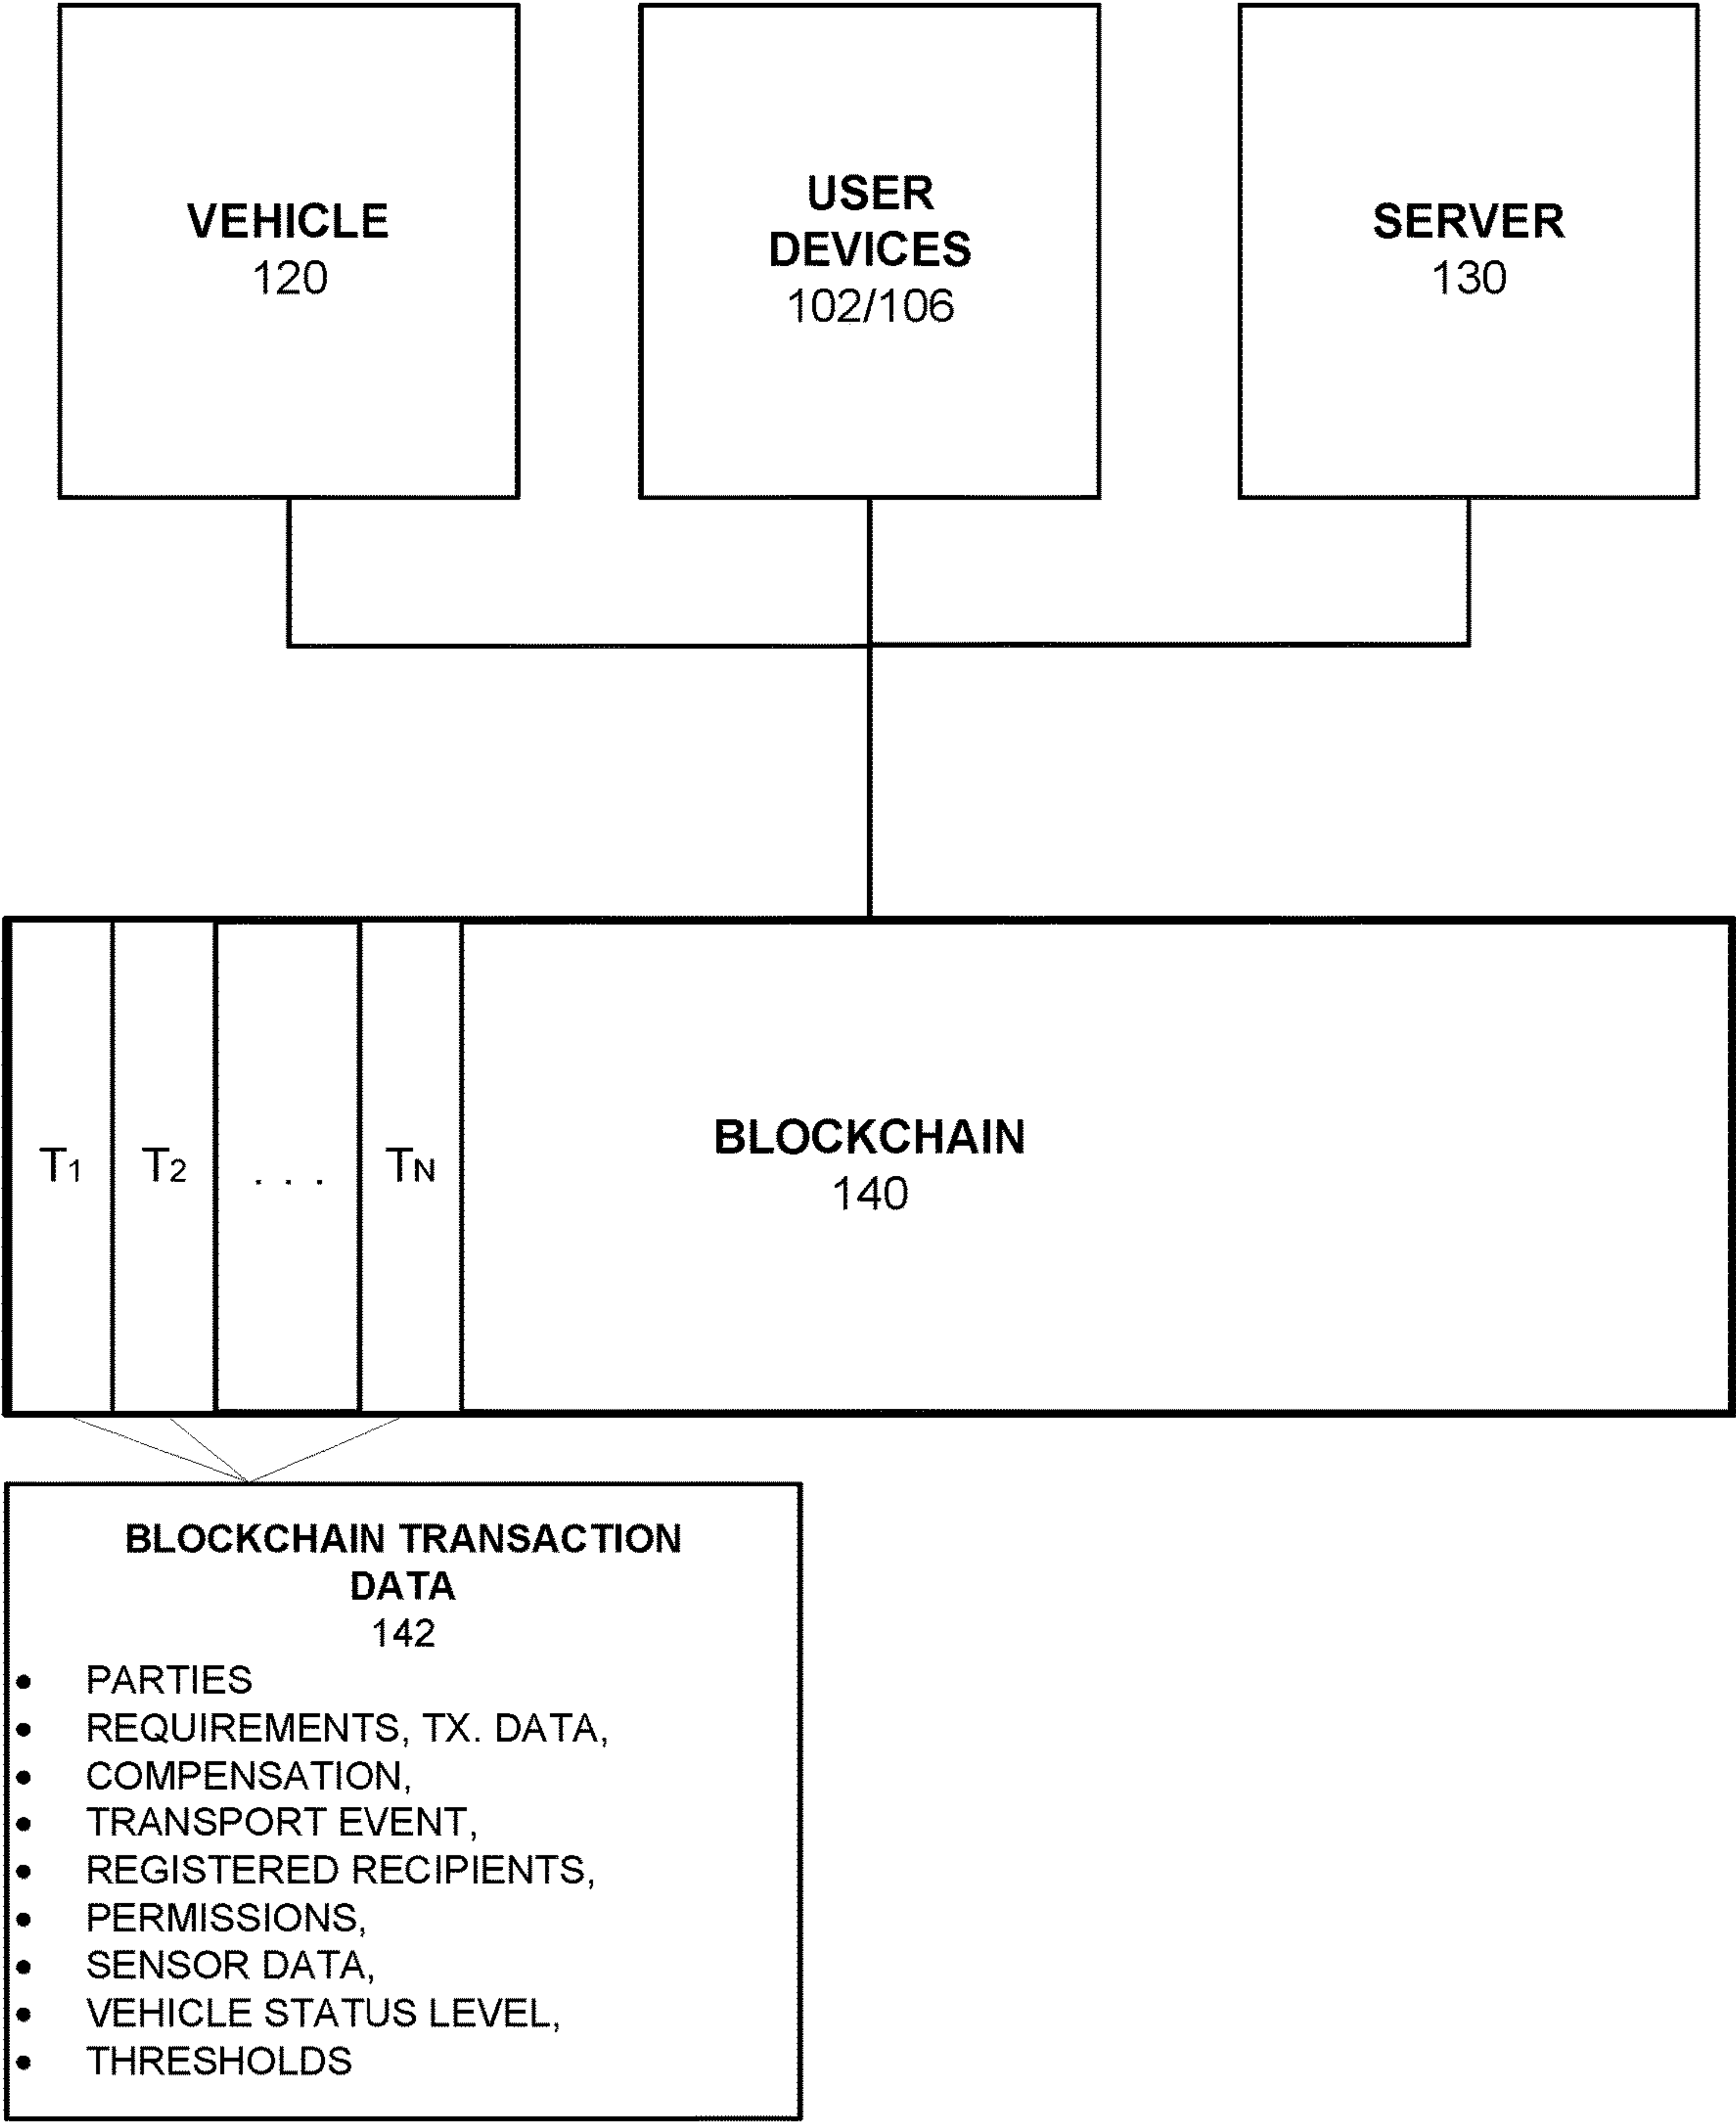 VEHICLE
120
USER
DEVICES
102/106
SERVER
130
T1
T2
. . .
TN
BLOCKCHAIN
140
BLOCKCHAIN TRANSACTION
DATA
142
• PARTIES
• REQUIREMENTS, TX. DATA,
• COMPENSATION,
• TRANSPORT EVENT,
• REGISTERED RECIPIENTS,
• PERMISSIONS,
• SENSOR DATA,
• VEHICLE STATUS LEVEL,
• THRESHOLDS